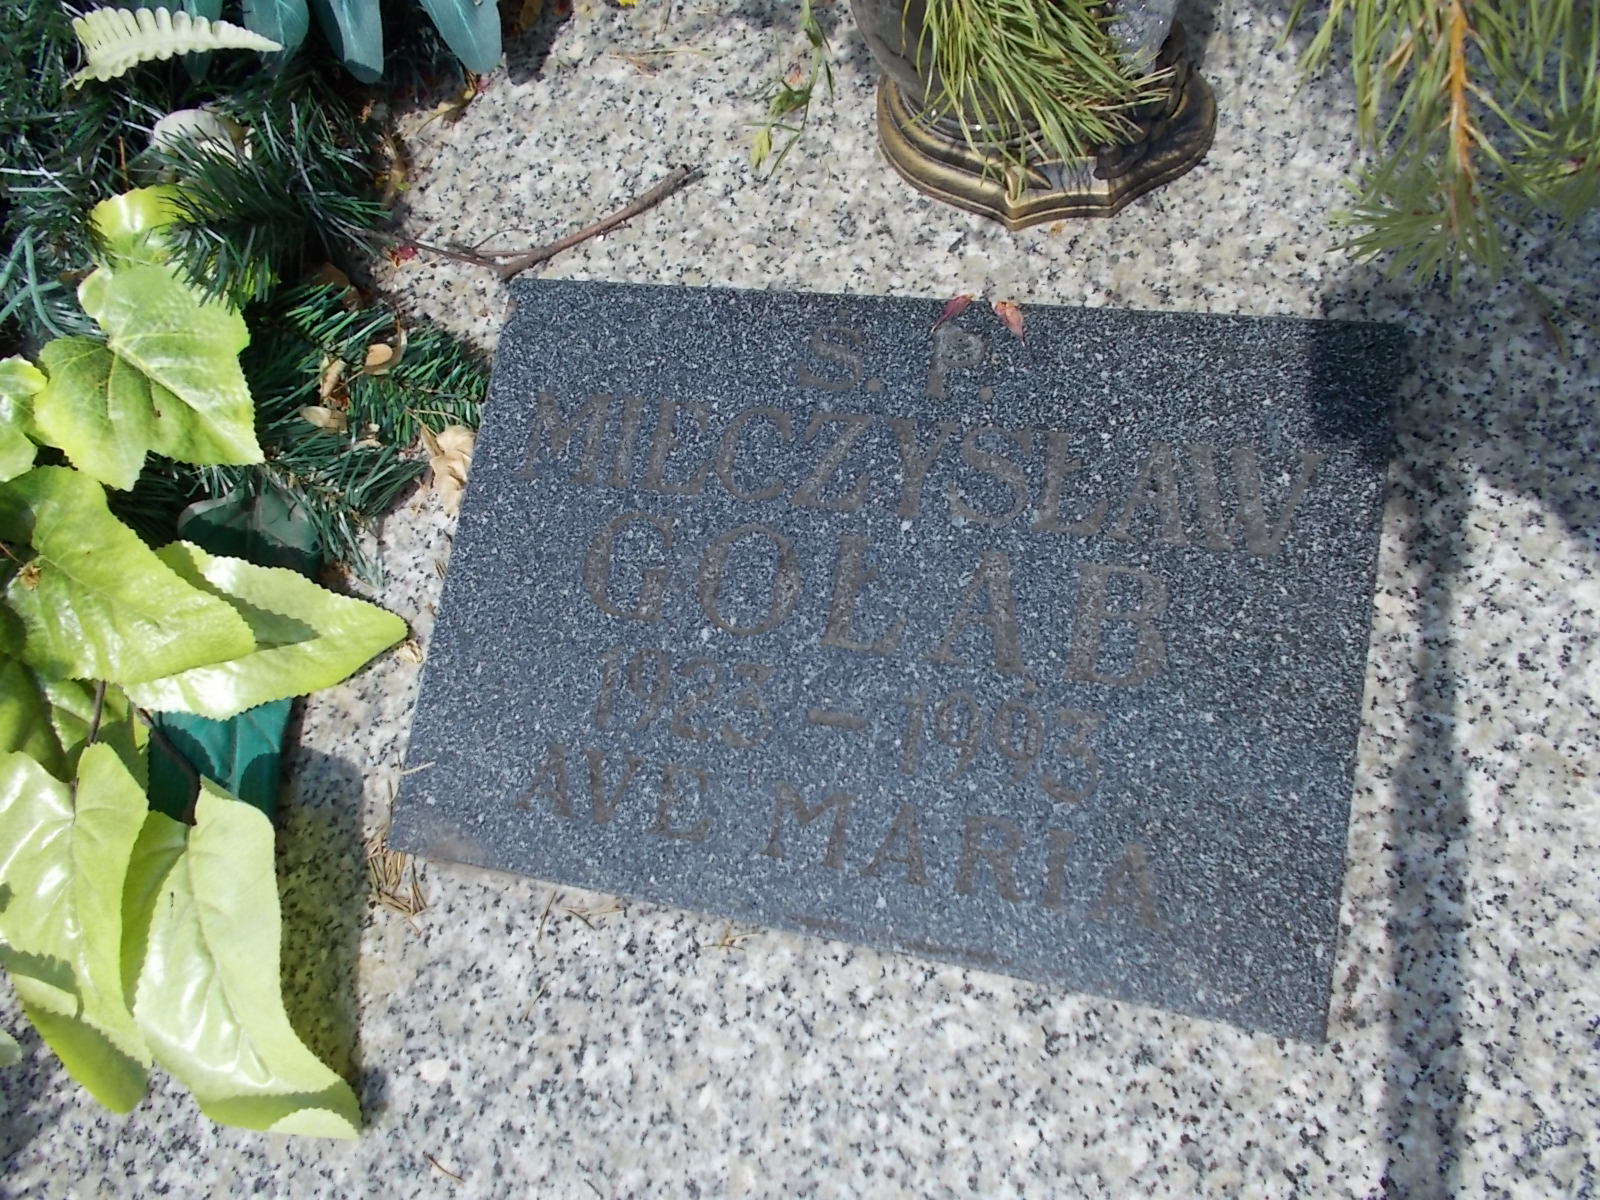 Ś. P.
MIECZYSŁAW
GOŁĄB
1923 – 1993
AVE MARIA